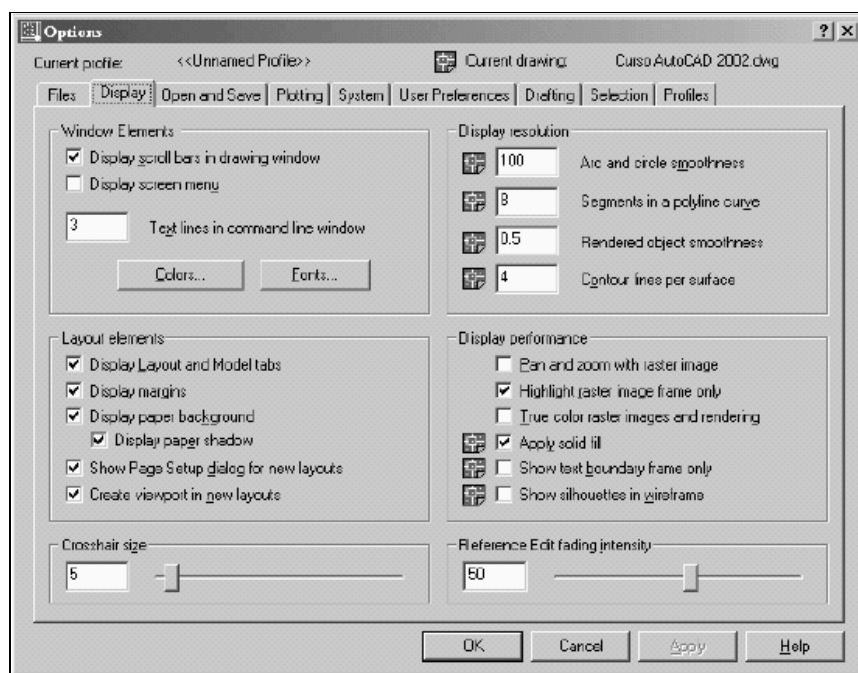 Options
Current profile: <<Unnamed Profile>> Current drawing: Curso AutoCAD 2002.dwg
Files Display Open and Save Plotting System User Preferences Drafting Selection Profiles
Window Elements
Display scroll bars in drawing window
Display screen menu
3 Text lines in command line window
Colors... Fonts...
Display resolution
100 Arc and circle smoothness
8 Segments in a polyline curve
0.5 Rendered object smoothness
4 Contour lines per surface
Layout elements
Display Layout and Model tabs
Display margins
Display paper background
Display paper shadow
Show Page Setup dialog for new layouts
Create viewport in new layouts
Display performance
Pan and zoom with raster image
Highlight raster image frame only
True color raster images and rendering
Apply solid fill
Show text boundary frame only
Show silhouettes in wireframe
Crosshair size
5
Reference Edit fading intensity
50
OK Cancel Apply Help